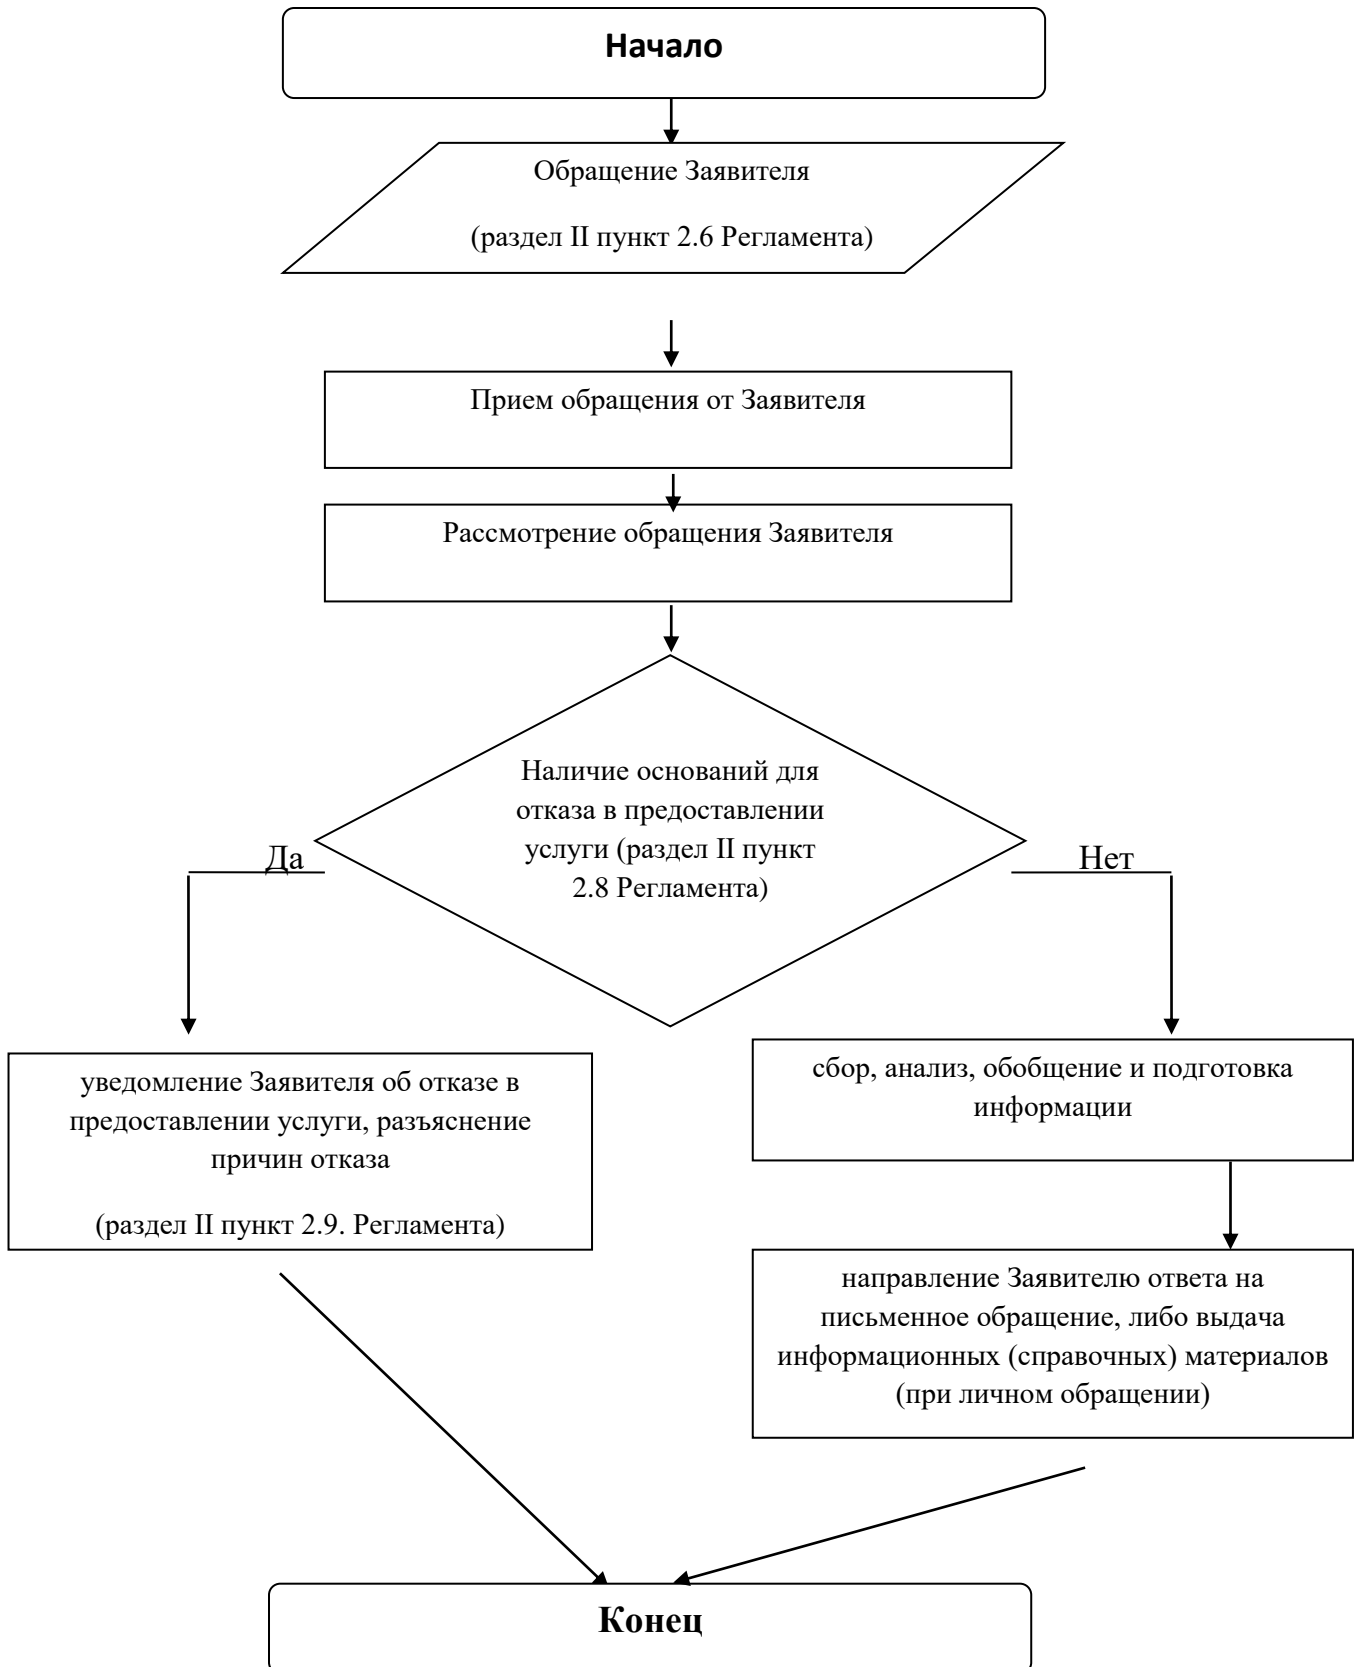 Начало
Обращение Заявителя
(раздел II пункт 2.6 Регламента)
Прием обращения от Заявителя
Рассмотрение обращения Заявителя
Наличие оснований для
отказа в предоставлении
услуги (раздел II пункт
2.8 Регламента)
Да
Нет
уведомление Заявителя об отказе в
предоставлении услуги, разъяснение
причин отказа
(раздел II пункт 2.9. Регламента)
сбор, анализ, обобщение и подготовка
информации
направление Заявителю ответа на
письменное обращение, либо выдача
информационных (справочных) материалов
(при личном обращении)
Конец